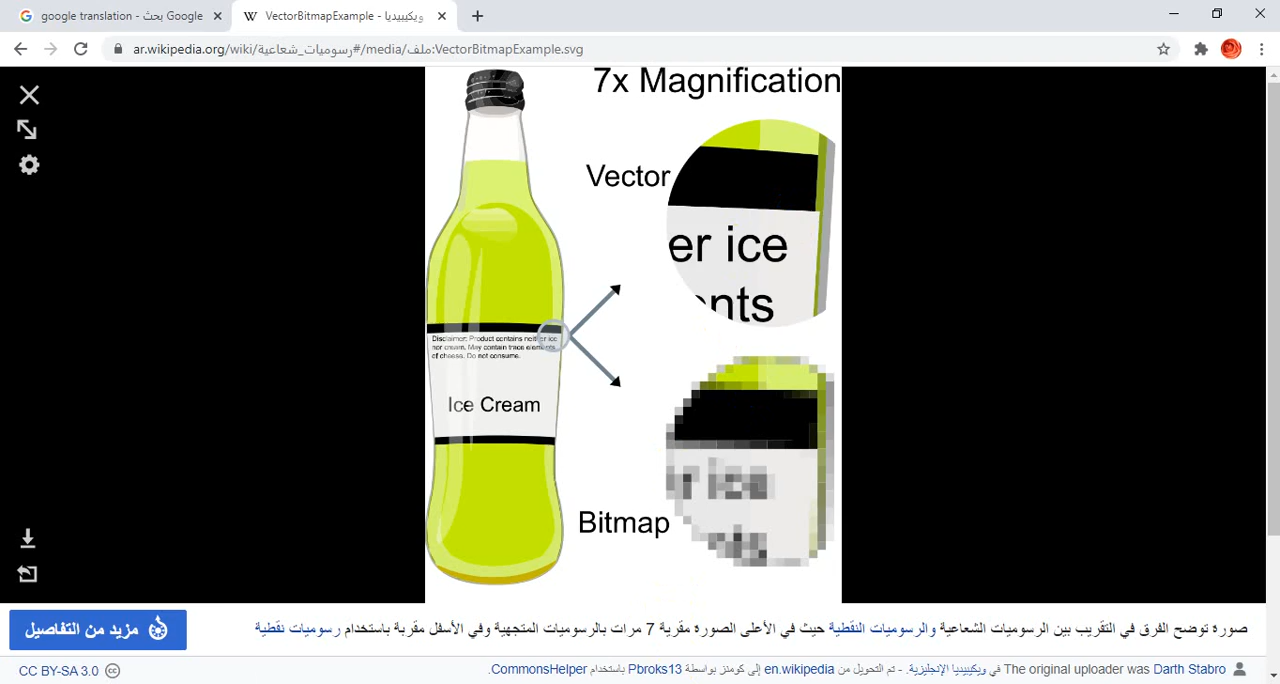 google translation - بحث Google
VectorBitmapExample - ويكيبيديا
ar.wikipedia.org/wiki/رسوميات_شعاعية#/media/ملف:VectorBitmapExample.svg
7x Magnification
Vector
er ice
ents
Disclaimer: Product contains neither ice
nor cream. May contain trace elements
of cheese. Do not consume.
Ice Cream
Bitmap
r ice
صورة توضح الفرق في التقريب بين الرسوميات الشعاعية والرسوميات النقطية حيث في الأعلى الصورة مقربة 7 مرات بالرسوميات المتجهية وفي الأسفل مقربة باستخدام رسوميات نقطية
مزيد من التفاصيل
The original uploader was Darth Stabro في ويكيبيديا الإنجليزية. - تم التحويل من en.wikipedia إلى كومنز بواسطة Pbroks13 باستخدام CommonsHelper.
CC BY-SA 3.0